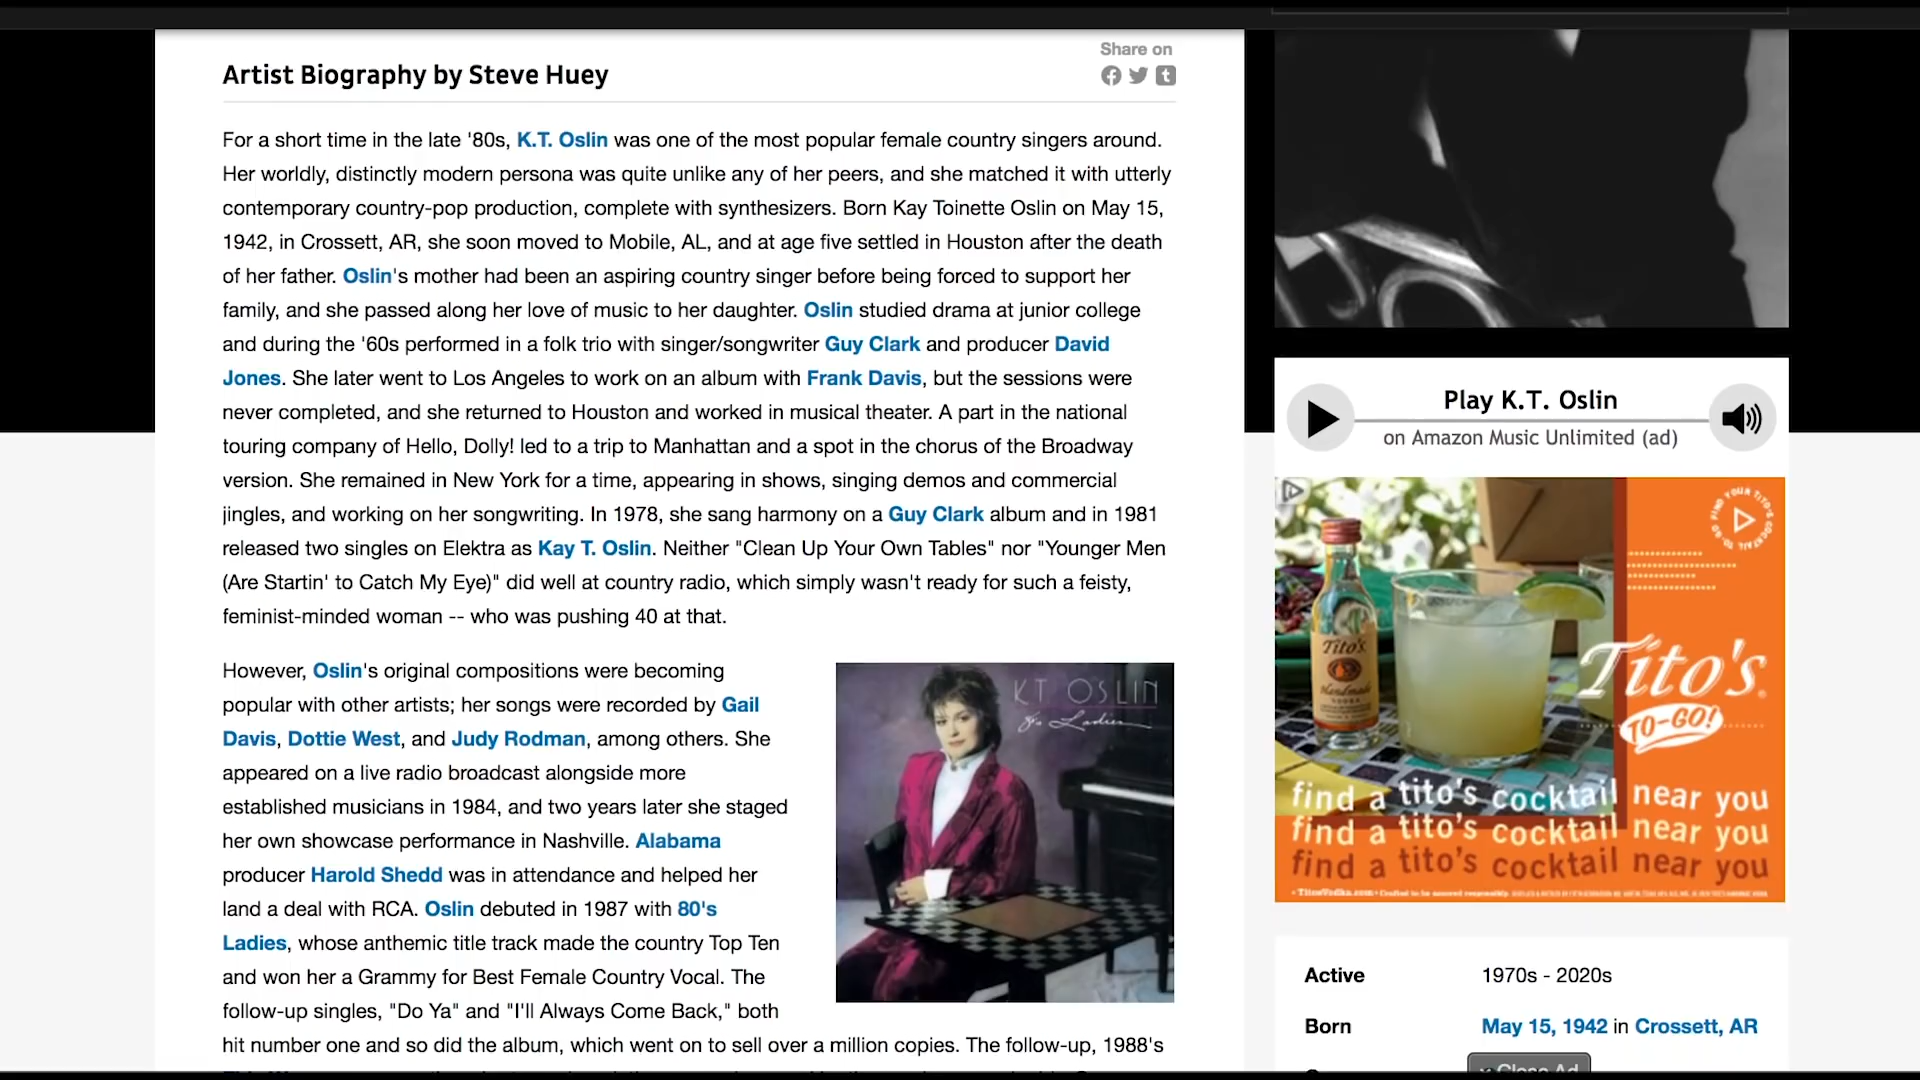 Share on
Artist Biography by Steve Huey
For a short time in the late '80s, K.T. Oslin was one of the most popular female country singers around.
Her worldly, distinctly modern persona was quite unlike any of her peers, and she matched it with utterly
contemporary country-pop production, complete with synthesizers. Born Kay Toinette Oslin on May 15,
1942, in Crossett, AR, she soon moved to Mobile, AL, and at age five settled in Houston after the death
of her father. Oslin's mother had been an aspiring country singer before being forced to support her
family, and she passed along her love of music to her daughter. Oslin studied drama at junior college
and during the '60s performed in a folk trio with singer/songwriter Guy Clark and producer David
Jones. She later went to Los Angeles to work on an album with Frank Davis, but the sessions were
never completed, and she returned to Houston and worked in musical theater. A part in the national
touring company of Hello, Dolly! led to a trip to Manhattan and a spot in the chorus of the Broadway
version. She remained in New York for a time, appearing in shows, singing demos and commercial
jingles, and working on her songwriting. In 1978, she sang harmony on a Guy Clark album and in 1981
released two singles on Elektra as Kay T. Oslin. Neither "Clean Up Your Own Tables" nor "Younger Men
(Are Startin' to Catch My Eye)" did well at country radio, which simply wasn't ready for such a feisty,
feminist-minded woman -- who was pushing 40 at that.
However, Oslin's original compositions were becoming
popular with other artists; her songs were recorded by Gail
Davis, Dottie West, and Judy Rodman, among others. She
appeared on a live radio broadcast alongside more
established musicians in 1984, and two years later she staged
her own showcase performance in Nashville. Alabama
producer Harold Shedd was in attendance and helped her
land a deal with RCA. Oslin debuted in 1987 with 80's
Ladies, whose anthemic title track made the country Top Ten
and won her a Grammy for Best Female Country Vocal. The
follow-up singles, "Do Ya" and "I'll Always Come Back," both
hit number one and so did the album, which went on to sell over a million copies. The follow-up, 1988's
KT OSLIN
80's Ladies
Play K.T. Oslin
on Amazon Music Unlimited (ad)
Tito's
Handmade
VODKA
Tito's
TO-GO!
find a tito's cocktail near you
find a tito's cocktail near you
find a tito's cocktail near you
Active 1970s - 2020s
Born May 15, 1942 in Crossett, AR
Close Ad